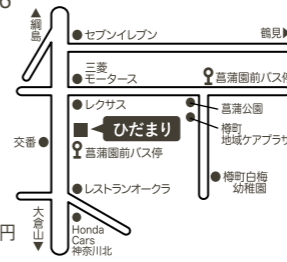 6
▲綱島
セブンイレブン
鶴見▶
三菱
モータース
菖蒲園前バス停
レクサス
菖蒲公園
ひだまり
樽町
地域ケアプラザ
交番
菖蒲園前バス停
樽町白梅
幼稚園
レストランオークラ
大倉山▼
円
Honda
Cars
神奈川北